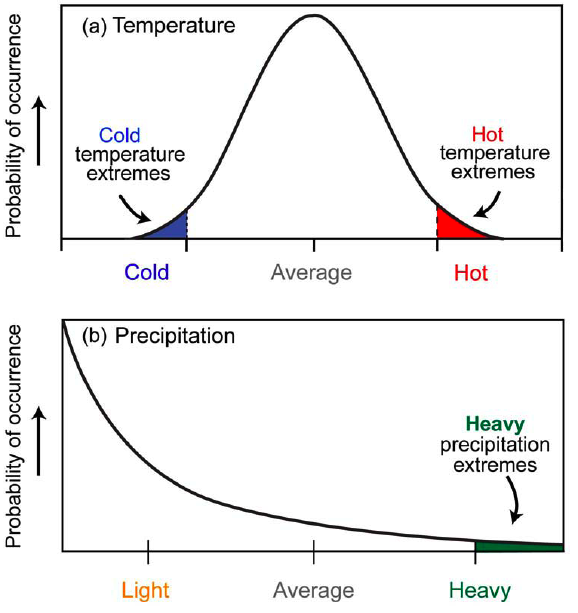 (a) Temperature
Probability of occurrence
Cold
temperature
extremes
Hot
temperature
extremes
Cold
Average
Hot
(b) Precipitation
Probability of occurrence
Heavy
precipitation
extremes
Light
Average
Heavy